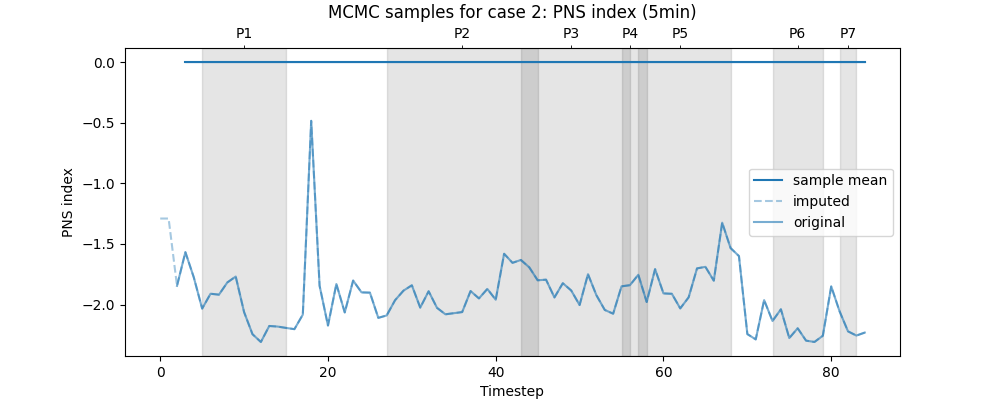 MCMC samples for case 2: PNS index (5min)
P1 P2 P3 P4 P5 P6 P7
0.0
−0.5
−1.0
−1.5
−2.0
PNS index
sample mean
imputed
original
0 20 40 60 80
Timestep